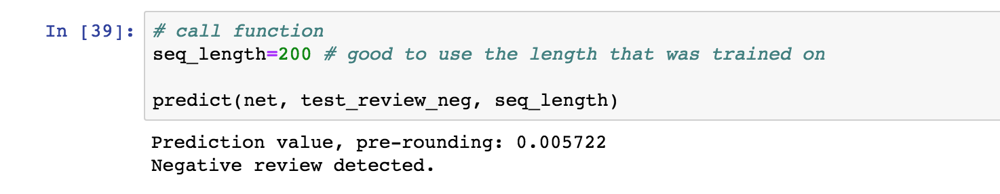 In [39]: # call function
seq_length=200 # good to use the length that was trained on
predict(net, test_review_neg, seq_length)
Prediction value, pre-rounding: 0.005722
Negative review detected.